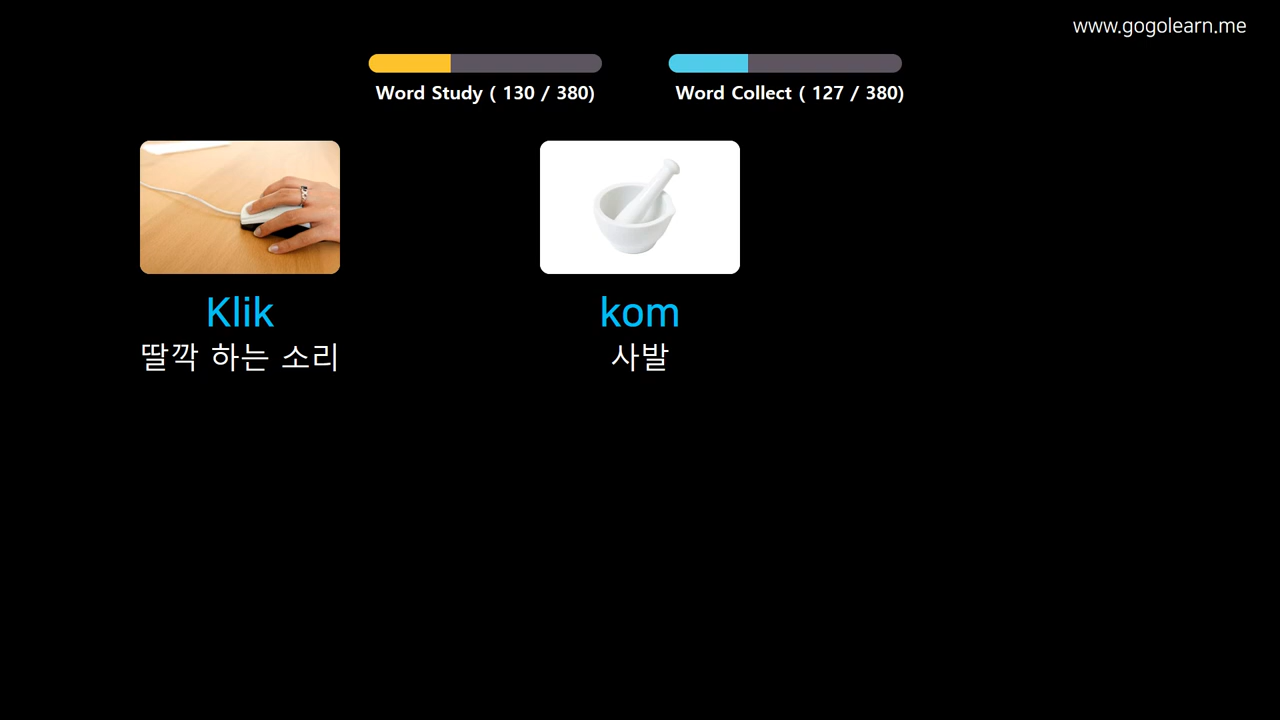 www.gogolearn.me
Word Study ( 130 / 380)
Word Collect ( 127 / 380)
Klik
딸깍 하는 소리
kom
사발